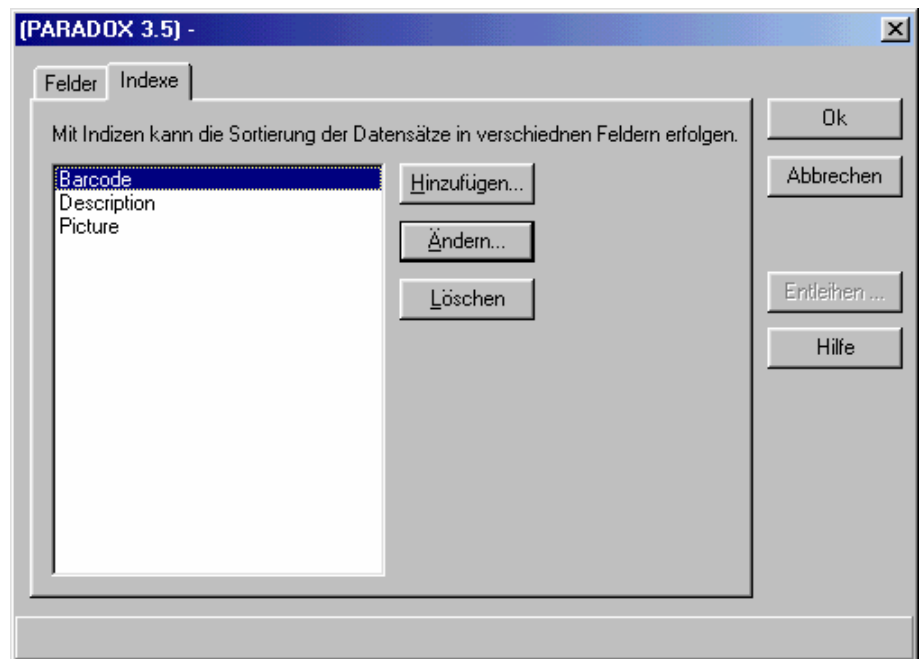 (PARADOX 3.5) -
Felder
Indexe
Mit Indizen kann die Sortierung der Datensätze in verschiednen Feldern erfolgen.
Barcode
Description
Picture
Hinzufügen...
Ändern...
Löschen
Ok
Abbrechen
Entleihen ...
Hilfe